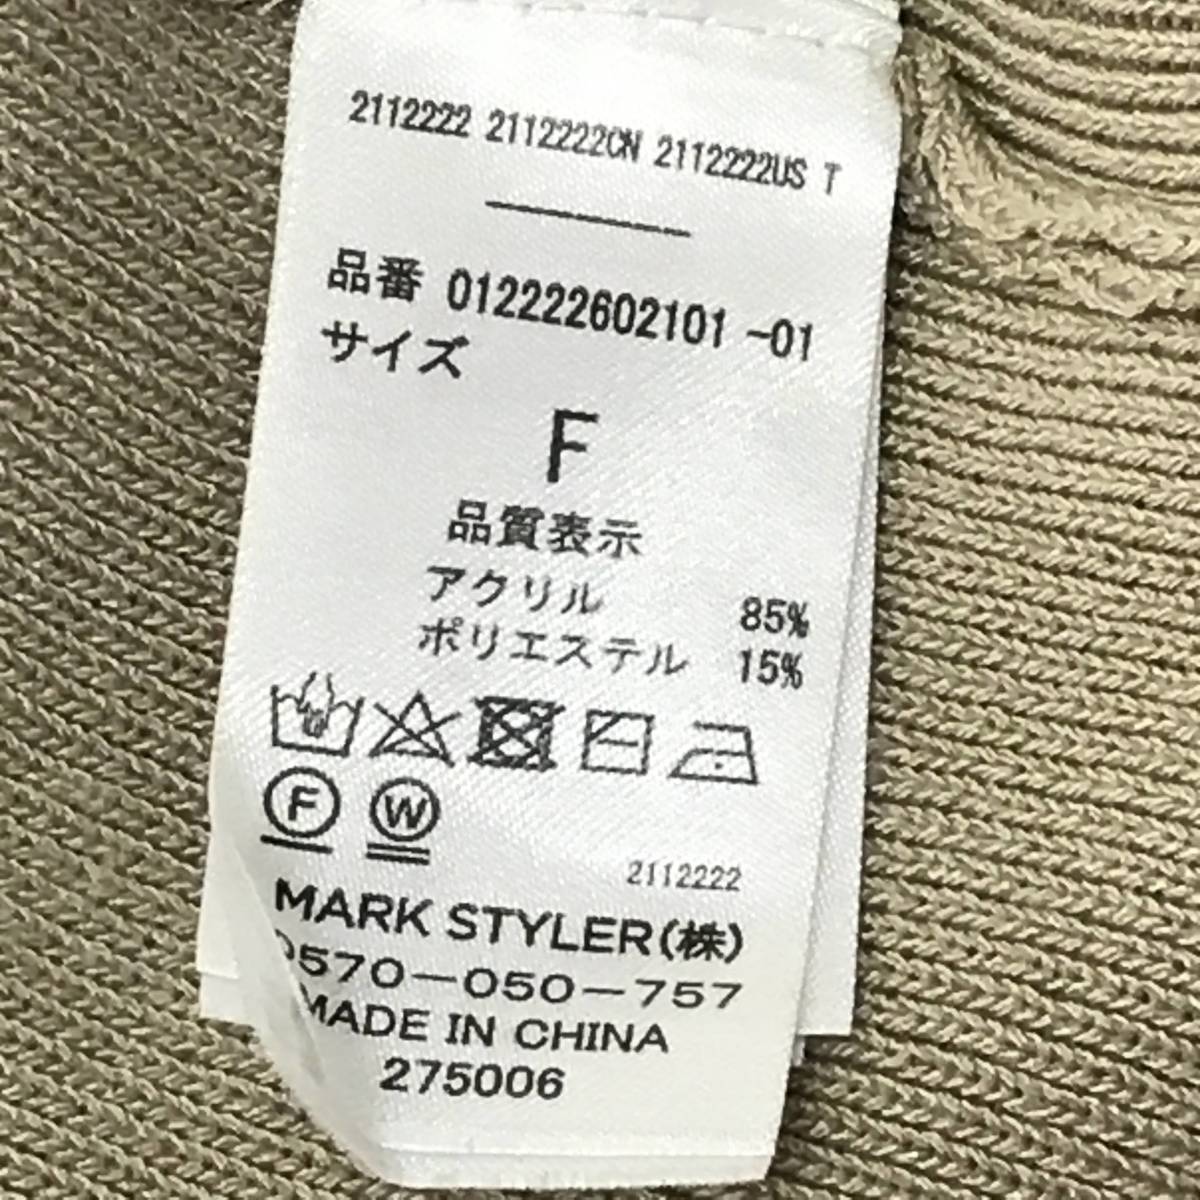 2112222 2112222CN 2112222US T
品番 012222602101 -01
サイズ
F
品質表示
アクリル 85%
ポリエステル 15%
F W
2112222
MARK STYLER(株)
0570-050-757
MADE IN CHINA
275006